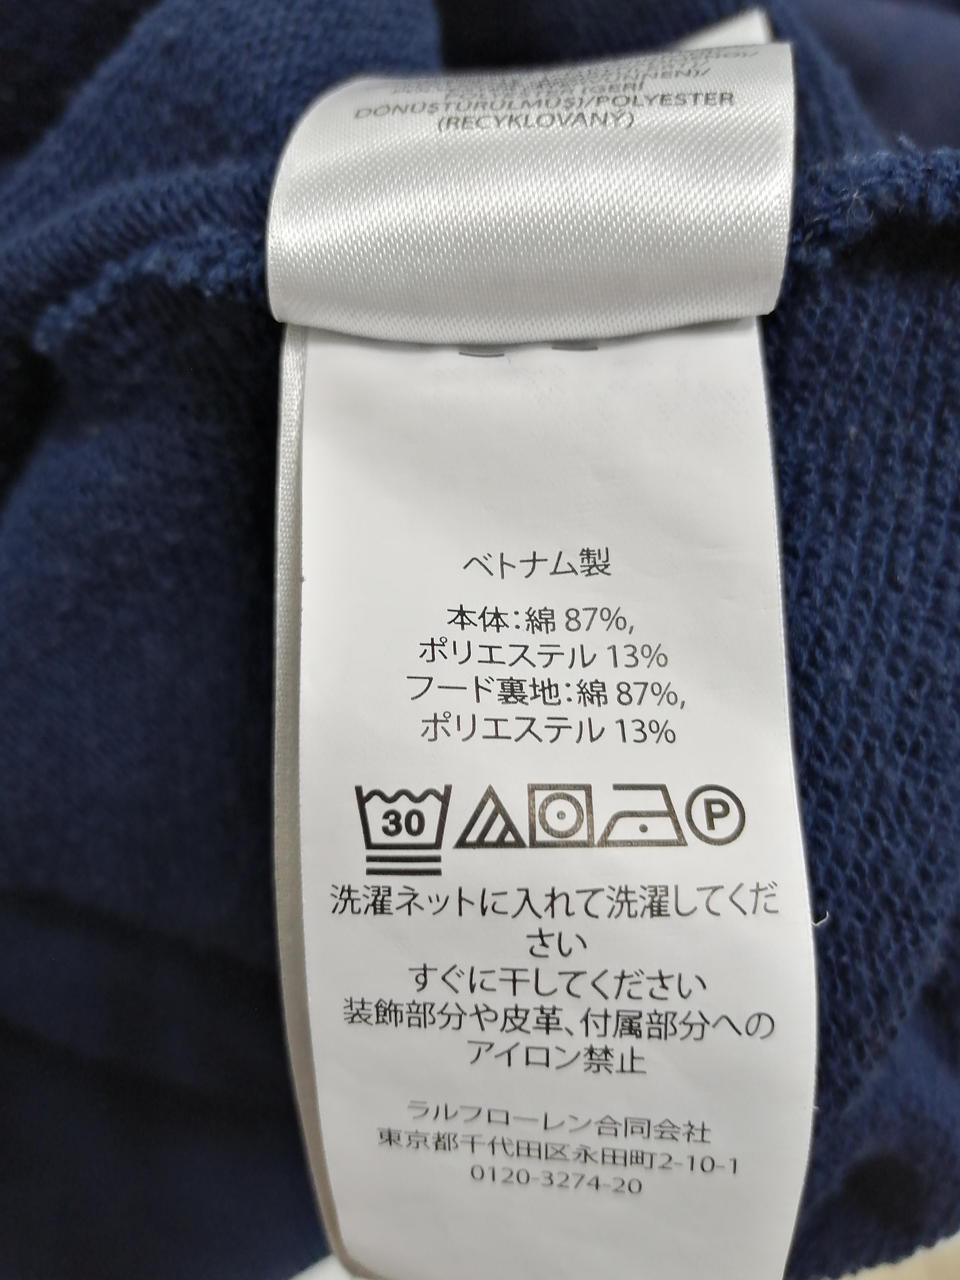 DÖNÜŞTÜRÜLMÜŞ)/POLYESTER
(RECYKLOVANÝ)
ベトナム製
本体:綿 87%,
ポリエステル 13%
フード裏地:綿 87%,
ポリエステル 13%
30 P
洗濯ネットに入れて洗濯してくだ
さい
すぐに干してください
装飾部分や皮革、付属部分への
アイロン禁止
ラルフローレン合同会社
東京都千代田区永田町2-10-1
0120-3274-20